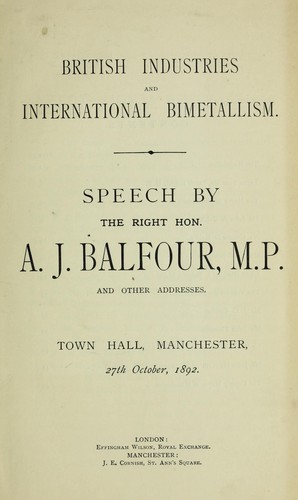 BRITISH INDUSTRIES
AND
INTERNATIONAL BIMETALLISM.
SPEECH BY
THE RIGHT HON.
A. J. BALFOUR, M.P.
AND OTHER ADDRESSES.
TOWN HALL, MANCHESTER,
27th October, 1892.
LONDON:
EFFINGHAM WILSON, ROYAL EXCHANGE.
MANCHESTER:
J. E. CORNISH, ST. ANN'S SQUARE.